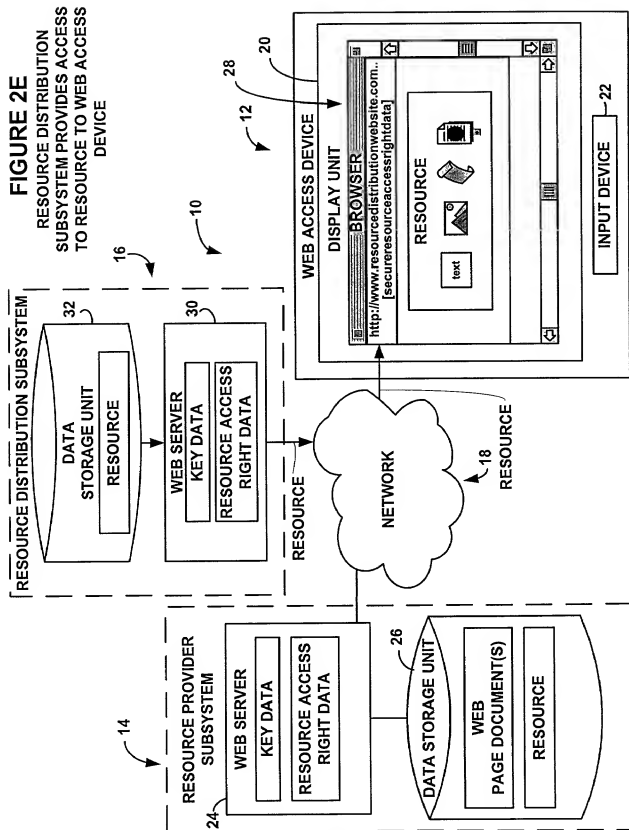 FIGURE 2E
RESOURCE DISTRIBUTION
SUBSYSTEM PROVIDES ACCESS
TO RESOURCE TO WEB ACCESS
DEVICE
10
12
RESOURCE DISTRIBUTION SUBSYSTEM
16
32
DATA
STORAGE UNIT
RESOURCE
30
WEB SERVER
KEY DATA
RESOURCE ACCESS
RIGHT DATA
RESOURCE
14
RESOURCE PROVIDER
SUBSYSTEM
24
WEB SERVER
KEY DATA
RESOURCE ACCESS
RIGHT DATA
26
DATA STORAGE UNIT
WEB
PAGE DOCUMENT(S)
RESOURCE
NETWORK
18
RESOURCE
WEB ACCESS DEVICE
20
DISPLAY UNIT
28
BROWSER
http://www.resourcedistributionwebsite.com..
[secureresourceaccessrightdata]
RESOURCE
text
22
INPUT DEVICE